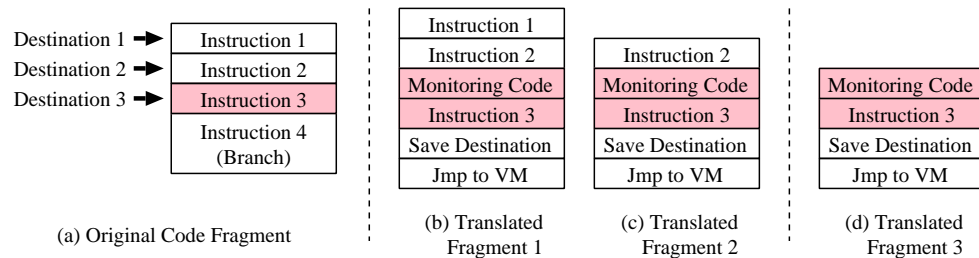 Destination 1
Destination 2
Destination 3
Instruction 1
Instruction 2
Instruction 3
Instruction 4
(Branch)
(a) Original Code Fragment
Instruction 1
Instruction 2
Monitoring Code
Instruction 3
Save Destination
Jmp to VM
(b) Translated
Fragment 1
Instruction 2
Monitoring Code
Instruction 3
Save Destination
Jmp to VM
(c) Translated
Fragment 2
Monitoring Code
Instruction 3
Save Destination
Jmp to VM
(d) Translated
Fragment 3